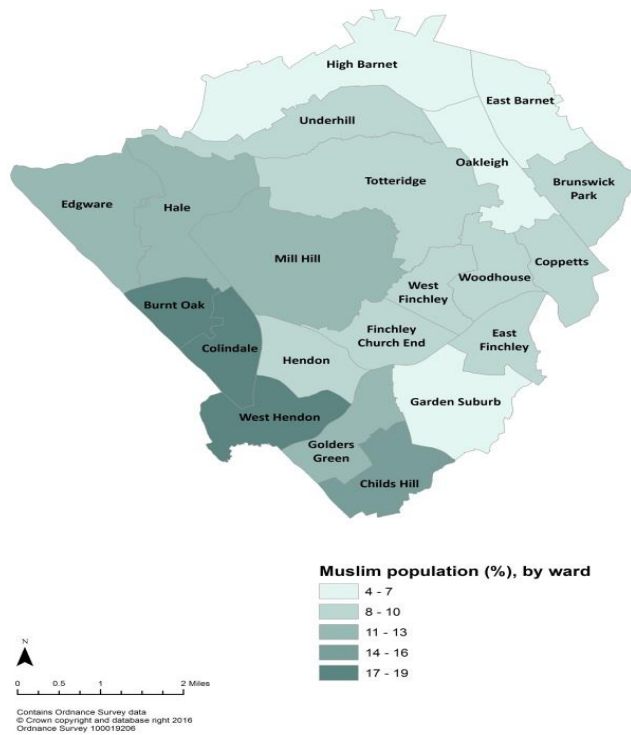 High Barnet
East Barnet
Underhill
Oakleigh
Totteridge
Brunswick
Park
Edgware
Hale
Mill Hill
Coppetts
Woodhouse
West
Finchley
Burnt Oak
Finchley
Church End
East
Finchley
Colindale
Hendon
Garden Suburb
West Hendon
Golders
Green
Childs Hill
Muslim population (%), by ward
4 - 7
8 - 10
11 - 13
14 - 16
17 - 19
N
0 0.5 1 2 Miles
Contains Ordnance Survey data
© Crown copyright and database right 2016
Ordnance Survey 100019206